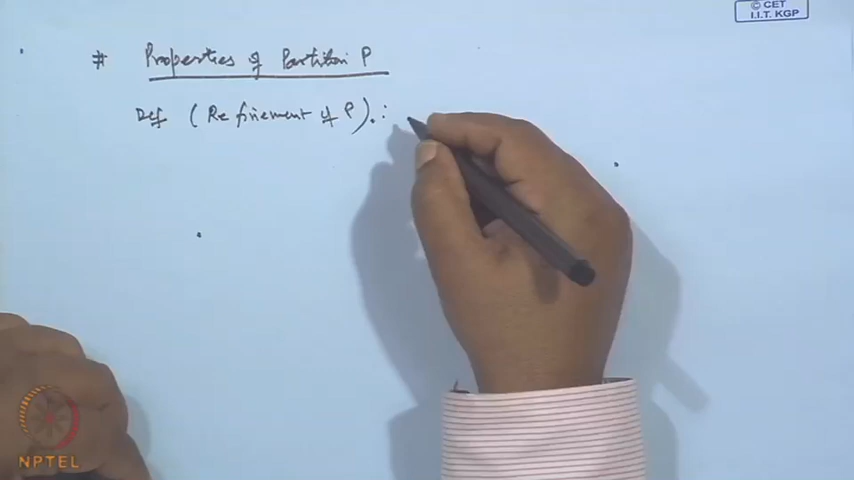 © CET
I.I.T. KGP
# Properties of Partition P
Def (Refinement of P).:
NPTEL